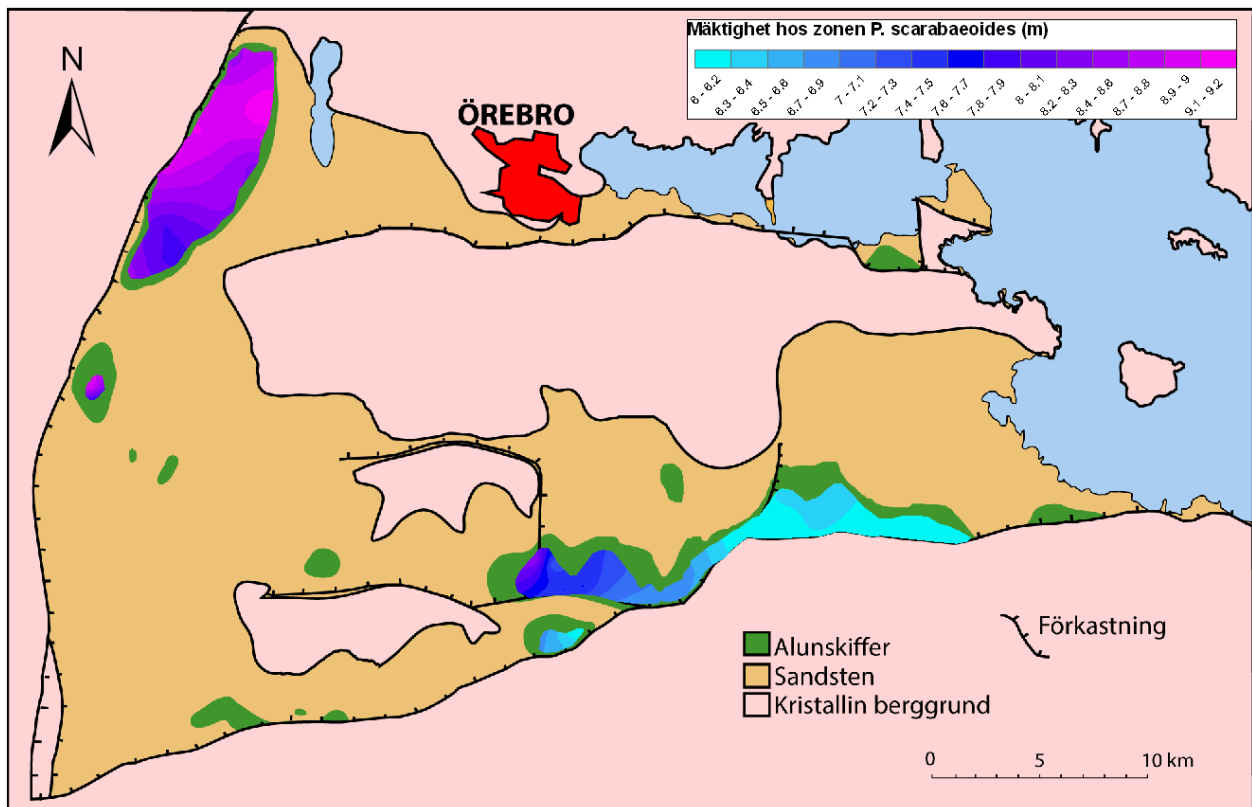 Mäktighet hos zonen P. scarabaeoides (m)
6 - 6.2
6.3 - 6.4
6.5 - 6.6
6.7 - 6.9
7 - 7.1
7.2 - 7.3
7.4 - 7.5
7.6 - 7.7
7.8 - 7.9
8 - 8.1
8.2 - 8.3
8.4 - 8.6
8.7 - 8.8
8.9 - 9
9.1 - 9.2
N
ÖREBRO
Förkastning
Alunskiffer
Sandsten
Kristallin berggrund
0 5 10 km